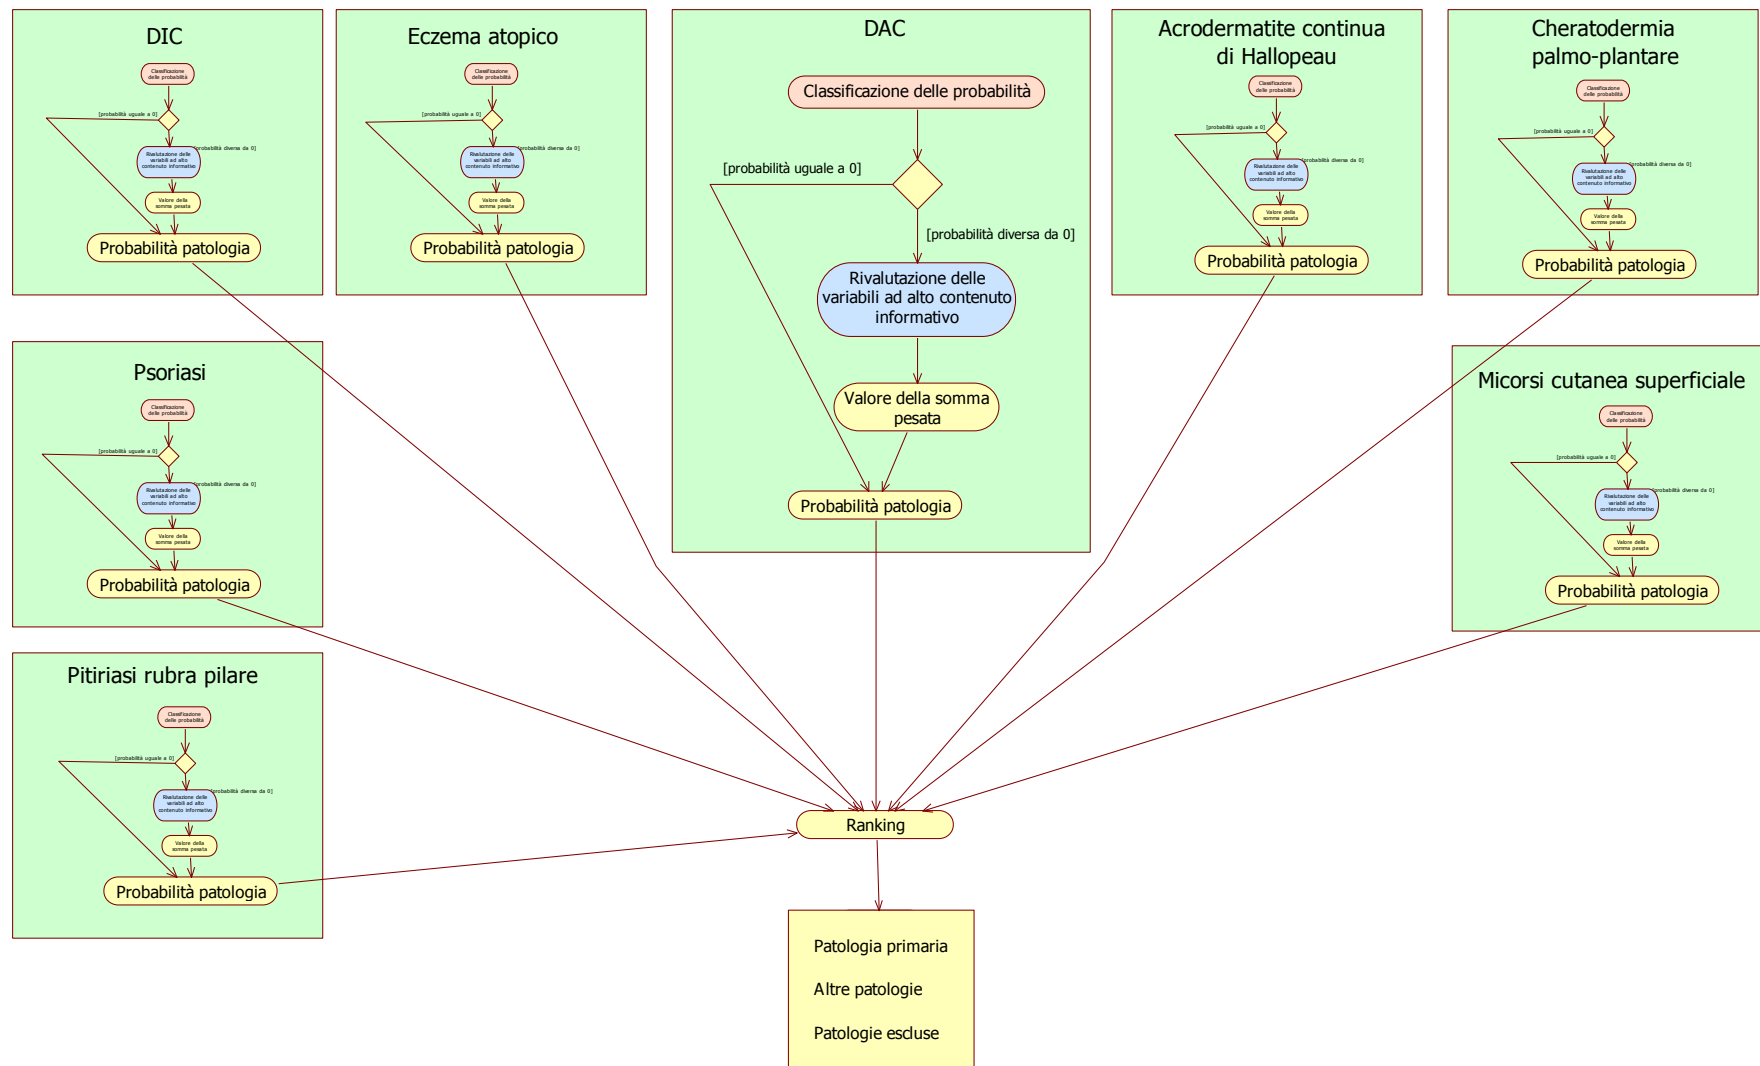 DIC
Classificazione
delle probabilità
[probabilità uguale a 0]
[probabilità diversa da 0]
Rivalutazione delle
variabili ad alto
contenuto informativo
Valore della
somma pesata
Probabilità patologia
Eczema atopico
Classificazione
delle probabilità
[probabilità uguale a 0]
[probabilità diversa da 0]
Rivalutazione delle
variabili ad alto
contenuto informativo
Valore della
somma pesata
Probabilità patologia
DAC
Classificazione delle probabilità
[probabilità uguale a 0]
[probabilità diversa da 0]
Rivalutazione delle
variabili ad alto contenuto
informativo
Valore della somma
pesata
Probabilità patologia
Acrodermatite continua
di Hallopeau
Classificazione
delle probabilità
[probabilità uguale a 0]
[probabilità diversa da 0]
Rivalutazione delle
variabili ad alto
contenuto informativo
Valore della
somma pesata
Probabilità patologia
Cheratodermia
palmo-plantare
Classificazione
delle probabilità
[probabilità uguale a 0]
[probabilità diversa da 0]
Rivalutazione delle
variabili ad alto
contenuto informativo
Valore della
somma pesata
Probabilità patologia
Psoriasi
Classificazione
delle probabilità
[probabilità uguale a 0]
[probabilità diversa da 0]
Rivalutazione delle
variabili ad alto
contenuto informativo
Valore della
somma pesata
Probabilità patologia
Micorsi cutanea superficiale
Classificazione
delle probabilità
[probabilità uguale a 0]
[probabilità diversa da 0]
Rivalutazione delle
variabili ad alto
contenuto informativo
Valore della
somma pesata
Probabilità patologia
Pitiriasi rubra pilare
Classificazione
delle probabilità
[probabilità uguale a 0]
[probabilità diversa da 0]
Rivalutazione delle
variabili ad alto
contenuto informativo
Valore della
somma pesata
Probabilità patologia
Ranking
Patologia primaria
Altre patologie
Patologie escluse